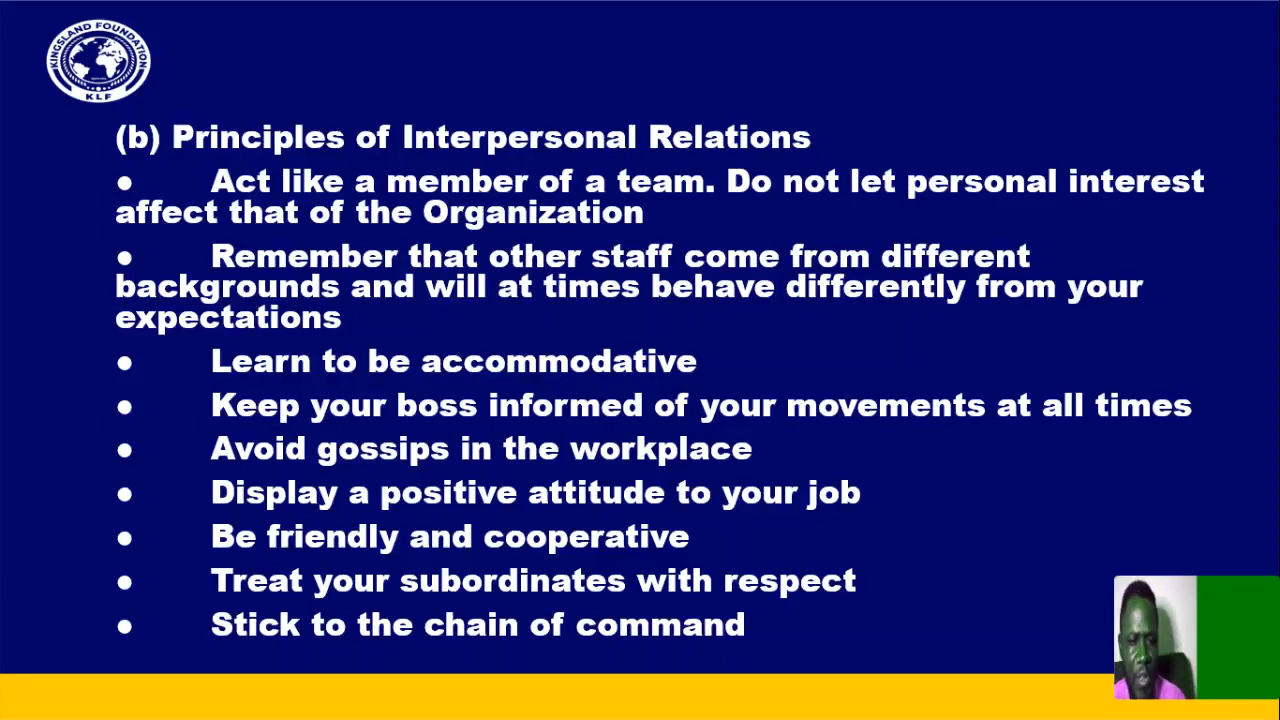 KINGSLAND FOUNDATION
KLF
(b) Principles of Interpersonal Relations
● Act like a member of a team. Do not let personal interest
affect that of the Organization
● Remember that other staff come from different
backgrounds and will at times behave differently from your
expectations
● Learn to be accommodative
● Keep your boss informed of your movements at all times
● Avoid gossips in the workplace
● Display a positive attitude to your job
● Be friendly and cooperative
● Treat your subordinates with respect
● Stick to the chain of command